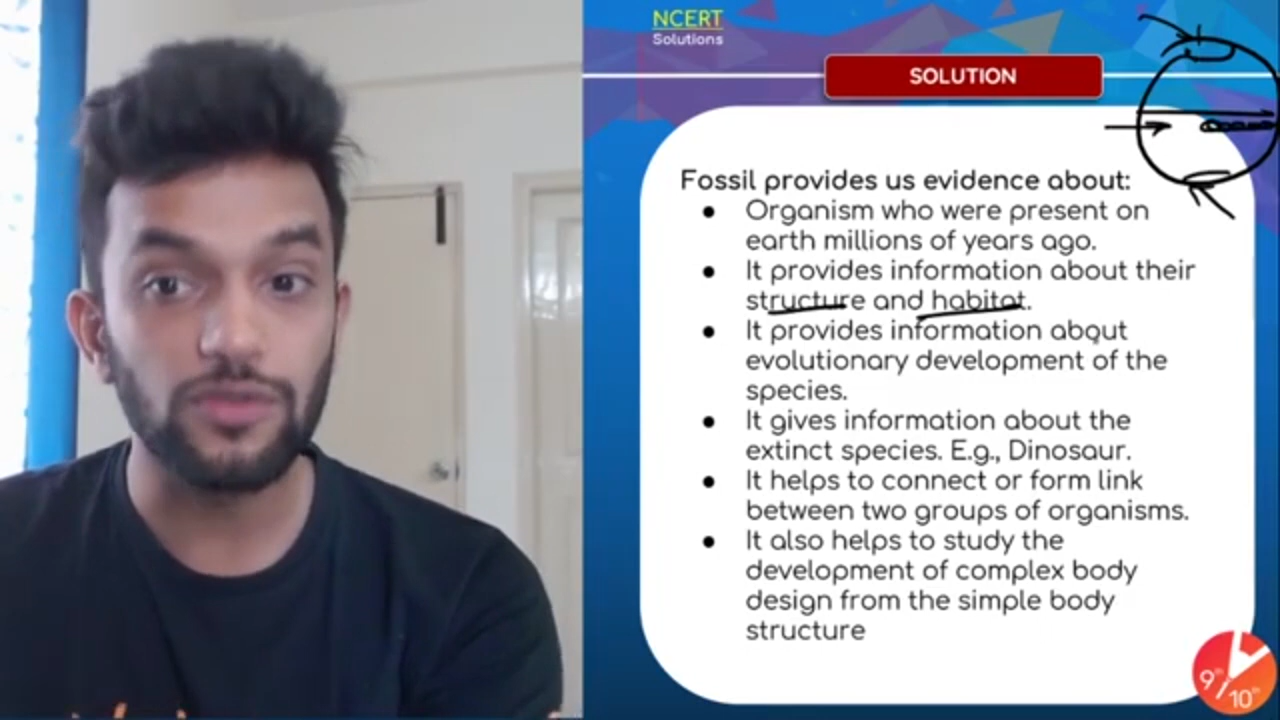 NCERT
Solutions
SOLUTION
Fossil provides us evidence about:
● Organism who were present on
earth millions of years ago.
● It provides information about their
structure and habitat.
● It provides information about
evolutionary development of the
species.
● It gives information about the
extinct species. E.g., Dinosaur.
● It helps to connect or form link
between two groups of organisms.
● It also helps to study the
development of complex body
design from the simple body
structure
9th/10th